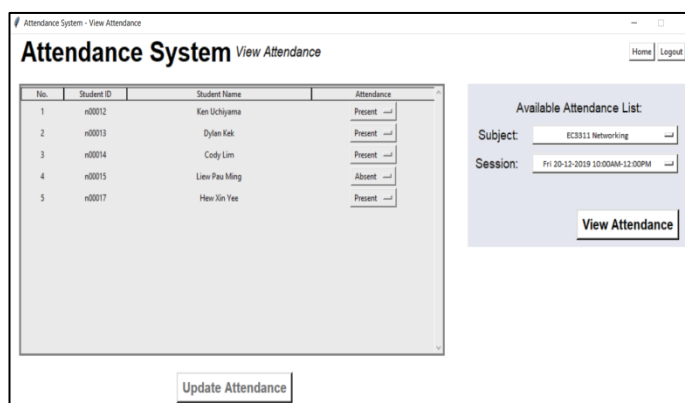 Attendance System - View Attendance
Attendance System View Attendance
Home Logout
No. Student ID Student Name Attendance
1 n00012 Ken Uchiyama Present
2 n00013 Dylan Kek Present
3 n00014 Cody Lim Present
4 n00015 Liew Pau Ming Absent
5 n00017 Hew Xin Yee Present
Update Attendance
Available Attendance List:
Subject: EC3311 Networking
Session: Fri 20-12-2019 10:00AM-12:00PM
View Attendance